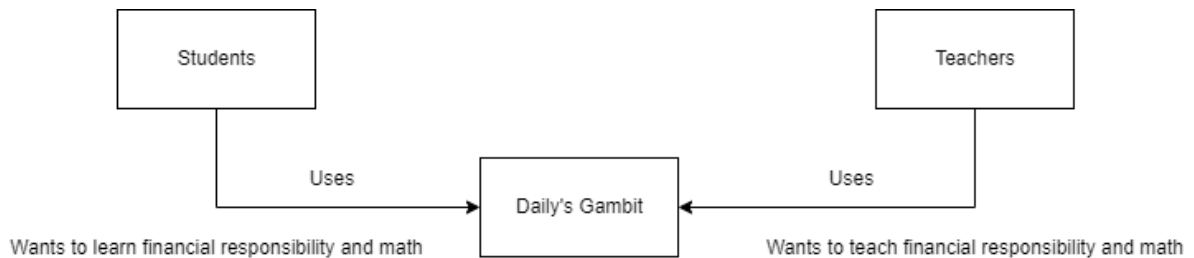 Students
Teachers
Uses
Uses
Daily's Gambit
Wants to learn financial responsibility and math
Wants to teach financial responsibility and math